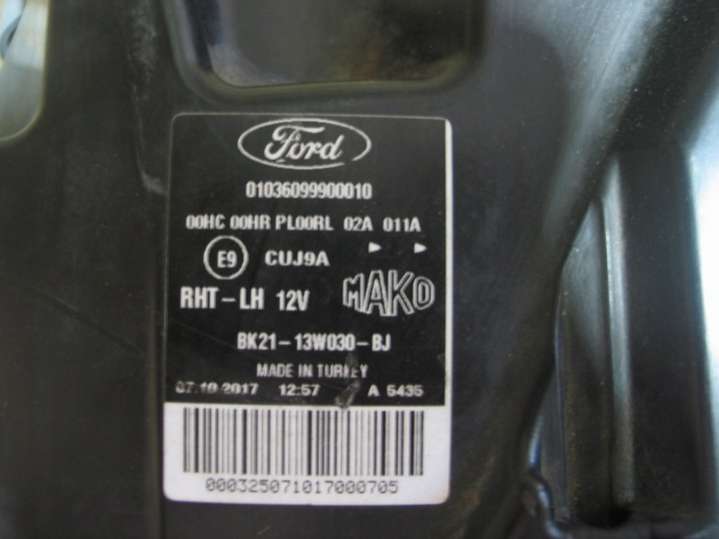 Ford
01036099900010
00HC 00HR PL00RL 02A 011A
E9 CUJ9A
RHT-LH 12V MAKO
BK21-13W030-BJ
MADE IN TURKEY
07.10.2017 12:57 A 5435
000325071017000705